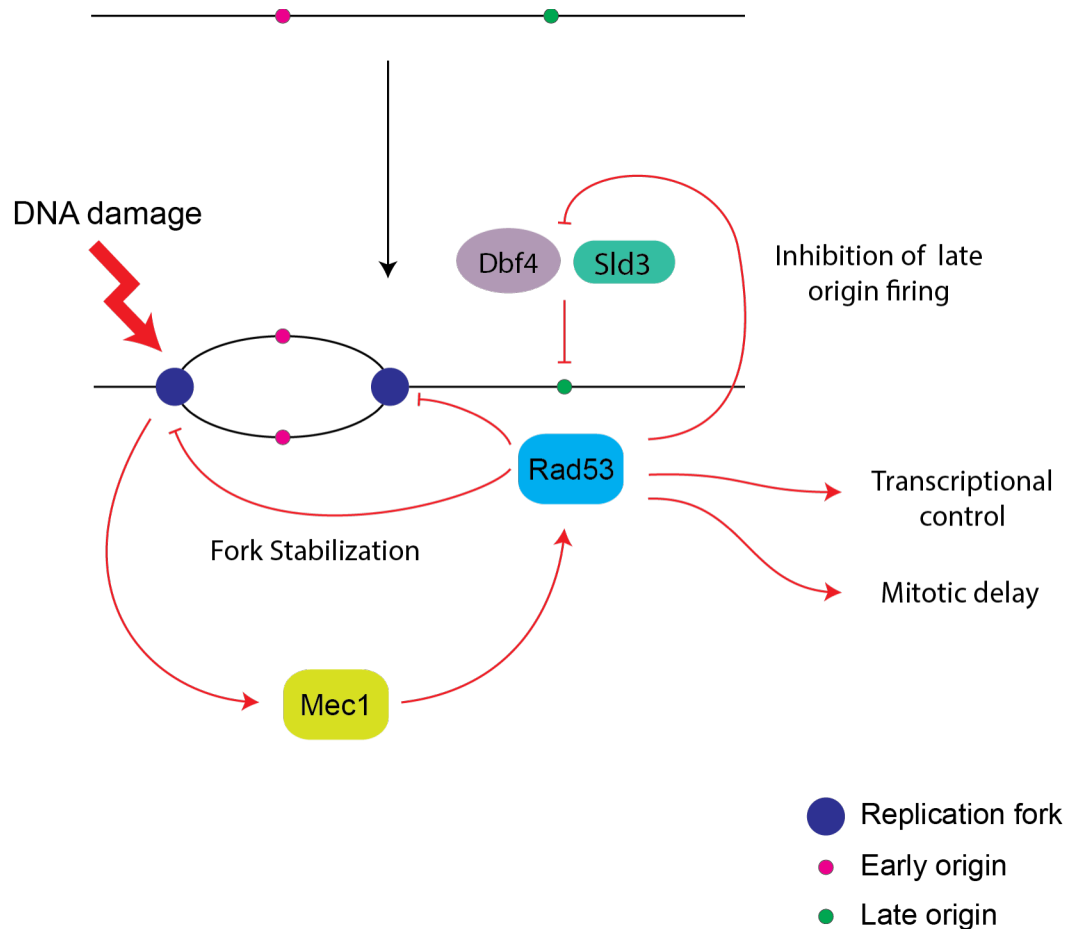 DNA damage
Dbf4
Sld3
Inhibition of late
origin firing
Rad53
Transcriptional
control
Fork Stabilization
Mitotic delay
Mec1
Replication fork
Early origin
Late origin